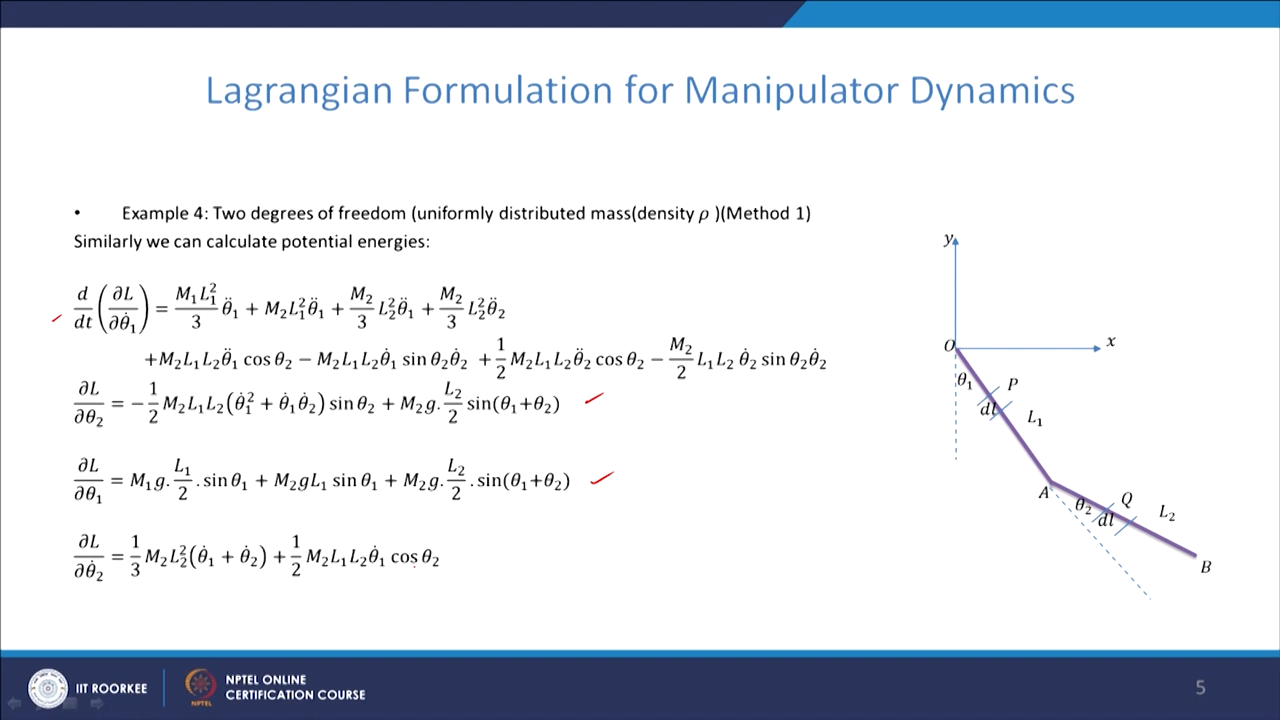 Lagrangian Formulation for Manipulator Dynamics
• Example 4: Two degrees of freedom (uniformly distributed mass(density ρ )(Method 1)
Similarly we can calculate potential energies:
d/dt(∂L/∂θ̇₁) = M₁L₁²/3 θ̈₁ + M₂L₁²θ̈₁ + M₂/3 L₂²θ̈₁ + M₂/3 L₂²θ̈₂
+M₂L₁L₂θ̈₁ cos θ₂ − M₂L₁L₂θ̇₁ sin θ₂θ̇₂ + 1/2 M₂L₁L₂θ̈₂ cos θ₂ − M₂/2 L₁L₂ θ̇₂ sin θ₂θ̇₂
∂L/∂θ₂ = −1/2 M₂L₁L₂(θ̇₁² + θ̇₁θ̇₂) sin θ₂ + M₂g. L₂/2 sin(θ₁+θ₂)
∂L/∂θ₁ = M₁g. L₁/2 . sin θ₁ + M₂gL₁ sin θ₁ + M₂g. L₂/2 . sin(θ₁+θ₂)
∂L/∂θ̇₂ = 1/3 M₂L₂²(θ̇₁ + θ̇₂) + 1/2 M₂L₁L₂θ̇₁ cos θ₂
y
O
x
θ₁
P
dl
L₁
A
θ₂
Q
dl
L₂
B
IIT ROORKEE
NPTEL
NPTEL ONLINE
CERTIFICATION COURSE
5